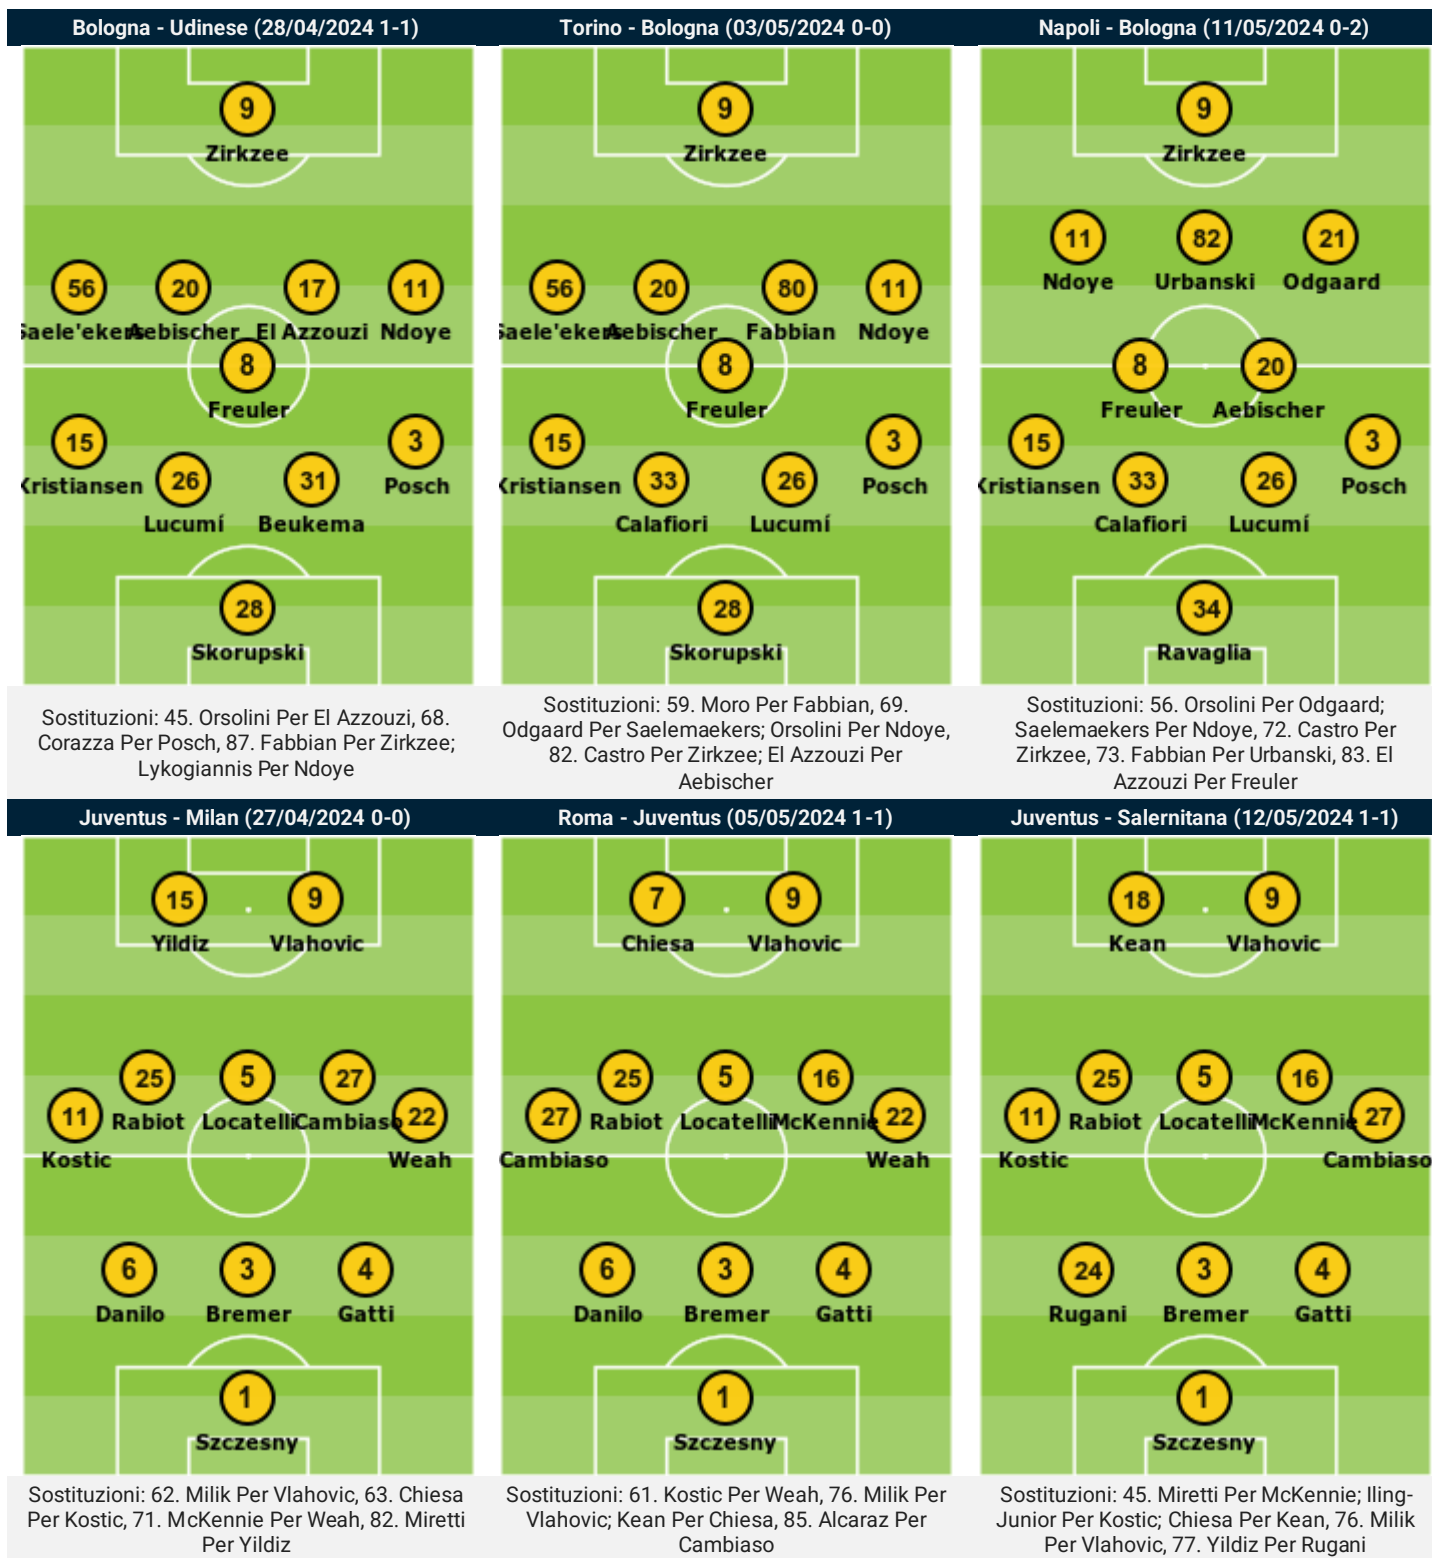 Bologna - Udinese (28/04/2024 1-1)
9
Zirkzee
56 20 17 11
Saele'ekers Aebischer El Azzouzi Ndoye
8
Freuler
15 3
Kristiansen 26 31 Posch
Lucumí Beukema
28
Skorupski
Sostituzioni: 45. Orsolini Per El Azzouzi, 68.
Corazza Per Posch, 87. Fabbian Per Zirkzee;
Lykogiannis Per Ndoye
Torino - Bologna (03/05/2024 0-0)
9
Zirkzee
56 20 80 11
Saele'ekers Aebischer Fabbian Ndoye
8
Freuler
15 3
Kristiansen 33 26 Posch
Calafiori Lucumí
28
Skorupski
Sostituzioni: 59. Moro Per Fabbian, 69.
Odgaard Per Saelemaekers; Orsolini Per Ndoye,
82. Castro Per Zirkzee; El Azzouzi Per
Aebischer
Napoli - Bologna (11/05/2024 0-2)
9
Zirkzee
11 82 21
Ndoye Urbanski Odgaard
8 20
Freuler Aebischer
15 3
Kristiansen 33 26 Posch
Calafiori Lucumí
34
Ravaglia
Sostituzioni: 56. Orsolini Per Odgaard;
Saelemaekers Per Ndoye, 72. Castro Per
Zirkzee, 73. Fabbian Per Urbanski, 83. El
Azzouzi Per Freuler
Juventus - Milan (27/04/2024 0-0)
15 9
Yildiz Vlahovic
25 5 27
11 Rabiot Locatelli Cambiaso 22
Kostic Weah
6 3 4
Danilo Bremer Gatti
1
Szczesny
Sostituzioni: 62. Milik Per Vlahovic, 63. Chiesa
Per Kostic, 71. McKennie Per Weah, 82. Miretti
Per Yildiz
Roma - Juventus (05/05/2024 1-1)
7 9
Chiesa Vlahovic
25 5 16
27 Rabiot Locatelli McKennie 22
Cambiaso Weah
6 3 4
Danilo Bremer Gatti
1
Szczesny
Sostituzioni: 61. Kostic Per Weah, 76. Milik Per
Vlahovic; Kean Per Chiesa, 85. Alcaraz Per
Cambiaso
Juventus - Salernitana (12/05/2024 1-1)
18 9
Kean Vlahovic
25 5 16
11 Rabiot Locatelli McKennie 27
Kostic Cambiaso
24 3 4
Rugani Bremer Gatti
1
Szczesny
Sostituzioni: 45. Miretti Per McKennie; Iling-
Junior Per Kostic; Chiesa Per Kean, 76. Milik
Per Vlahovic, 77. Yildiz Per Rugani